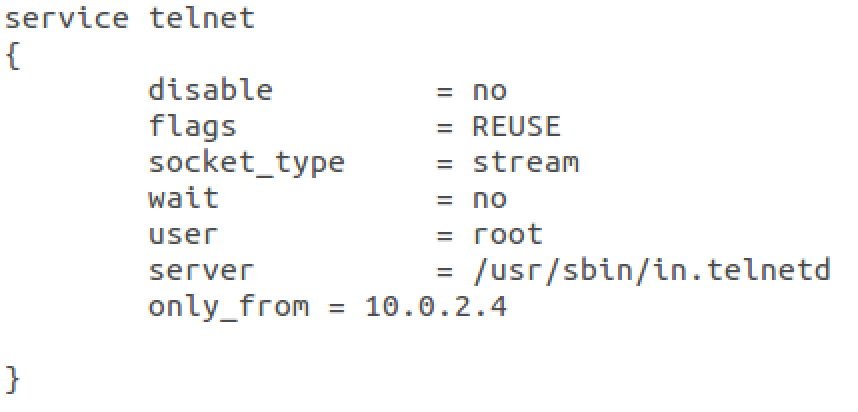 service telnet
{
disable = no
flags = REUSE
socket_type = stream
wait = no
user = root
server = /usr/sbin/in.telnetd
only_from = 10.0.2.4
}